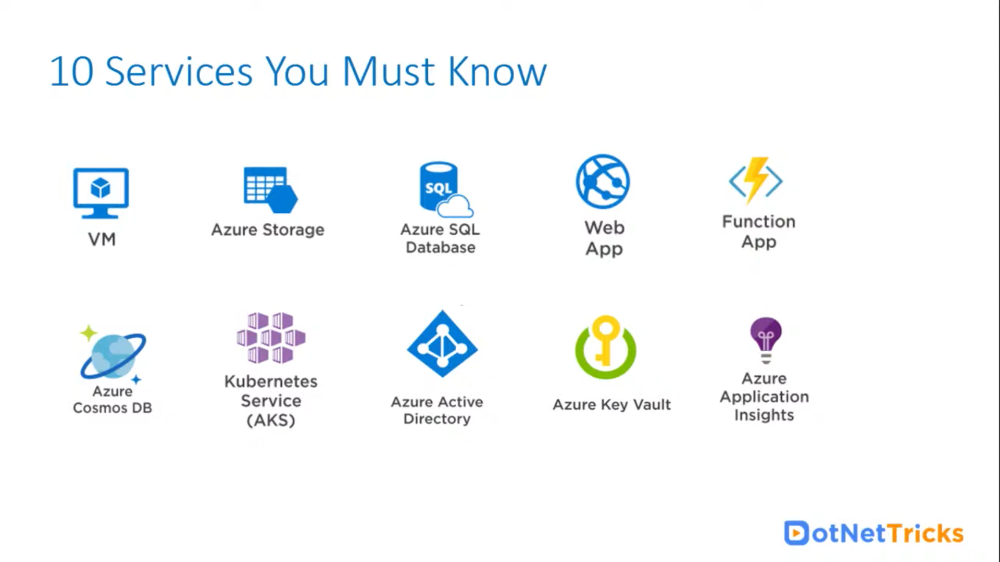 10 Services You Must Know
VM
Azure Storage
SQL
Azure SQL
Database
Web
App
Function
App
Azure
Cosmos DB
Kubernetes
Service
(AKS)
Azure Active
Directory
Azure Key Vault
Azure
Application
Insights
DotNetTricks